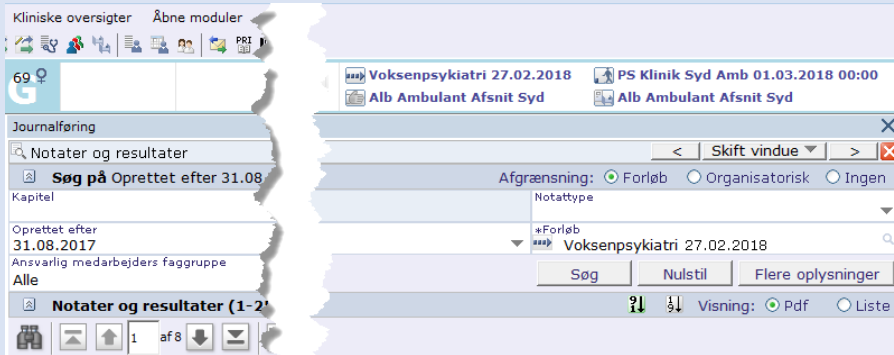 Kliniske oversigter Åbne moduler
PRI
69 ♀
G
Voksenpsykiatri 27.02.2018 PS Klinik Syd Amb 01.03.2018 00:00
Alb Ambulant Afsnit Syd Alb Ambulant Afsnit Syd
Journalføring
Notater og resultater < Skift vindue >
Søg på Oprettet efter 31.08. Afgrænsning: Forløb Organisatorisk Ingen
Kapitel Notattype
Oprettet efter *Forløb
31.08.2017 Voksenpsykiatri 27.02.2018
Ansvarlig medarbejders faggruppe
Alle Søg Nulstil Flere oplysninger
Notater og resultater (1-2 Visning: Pdf Liste
1 af 8